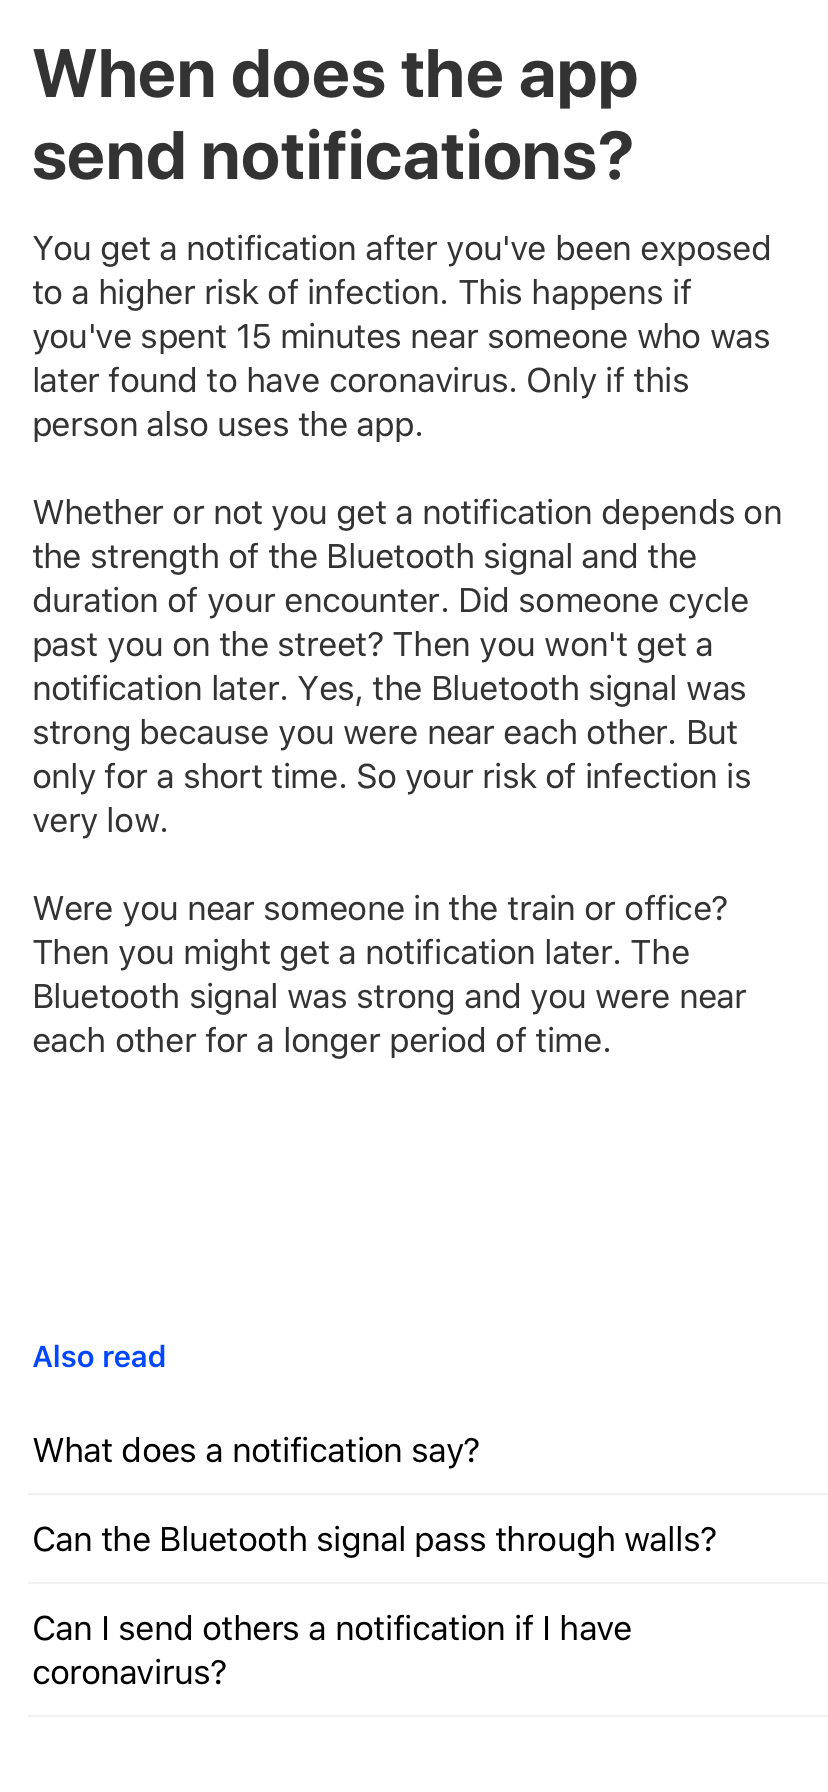 When does the app
send notifications?
You get a notification after you've been exposed
to a higher risk of infection. This happens if
you've spent 15 minutes near someone who was
later found to have coronavirus. Only if this
person also uses the app.
Whether or not you get a notification depends on
the strength of the Bluetooth signal and the
duration of your encounter. Did someone cycle
past you on the street? Then you won't get a
notification later. Yes, the Bluetooth signal was
strong because you were near each other. But
only for a short time. So your risk of infection is
very low.
Were you near someone in the train or office?
Then you might get a notification later. The
Bluetooth signal was strong and you were near
each other for a longer period of time.
Also read
What does a notification say?
Can the Bluetooth signal pass through walls?
Can I send others a notification if I have
coronavirus?